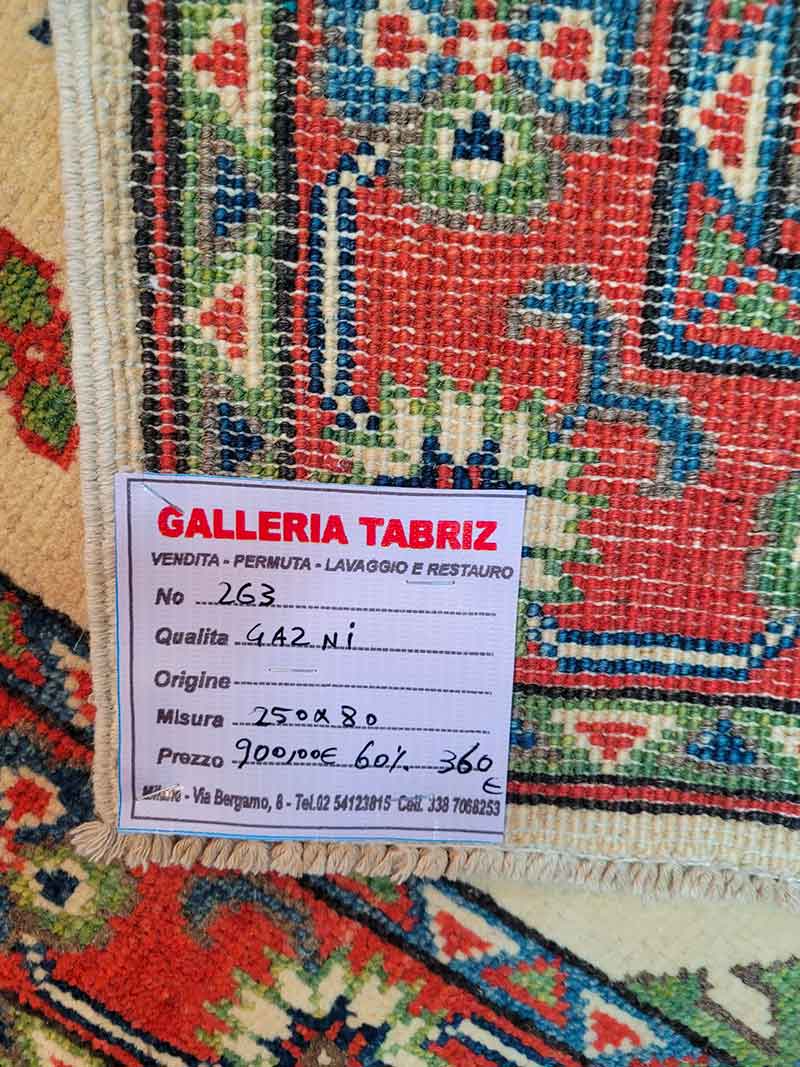 GALLERIA TABRIZ
VENDITA - PERMUTA - LAVAGGIO E RESTAURO
No 263
Qualita GAZNI
Origine
Misura 250x80
Prezzo 900,00€ 60% 360 €
Milano - Via Bergamo, 8 - Tel.02 54123815 Cell. 338 7068253